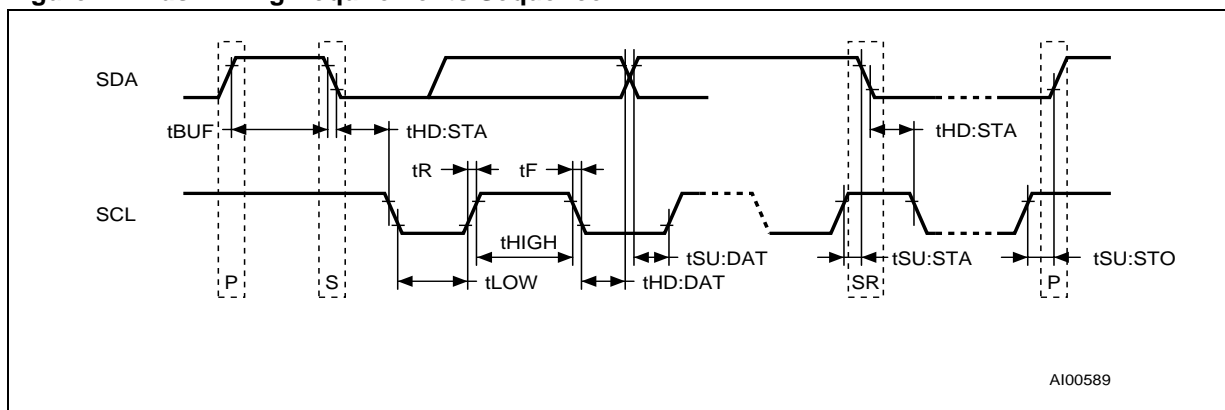 SDA
tBUF
tHD:STA
tHD:STA
tR
tF
SCL
tHIGH
tSU:DAT
tSU:STA
tSU:STO
P
S
tLOW
tHD:DAT
SR
P
AI00589